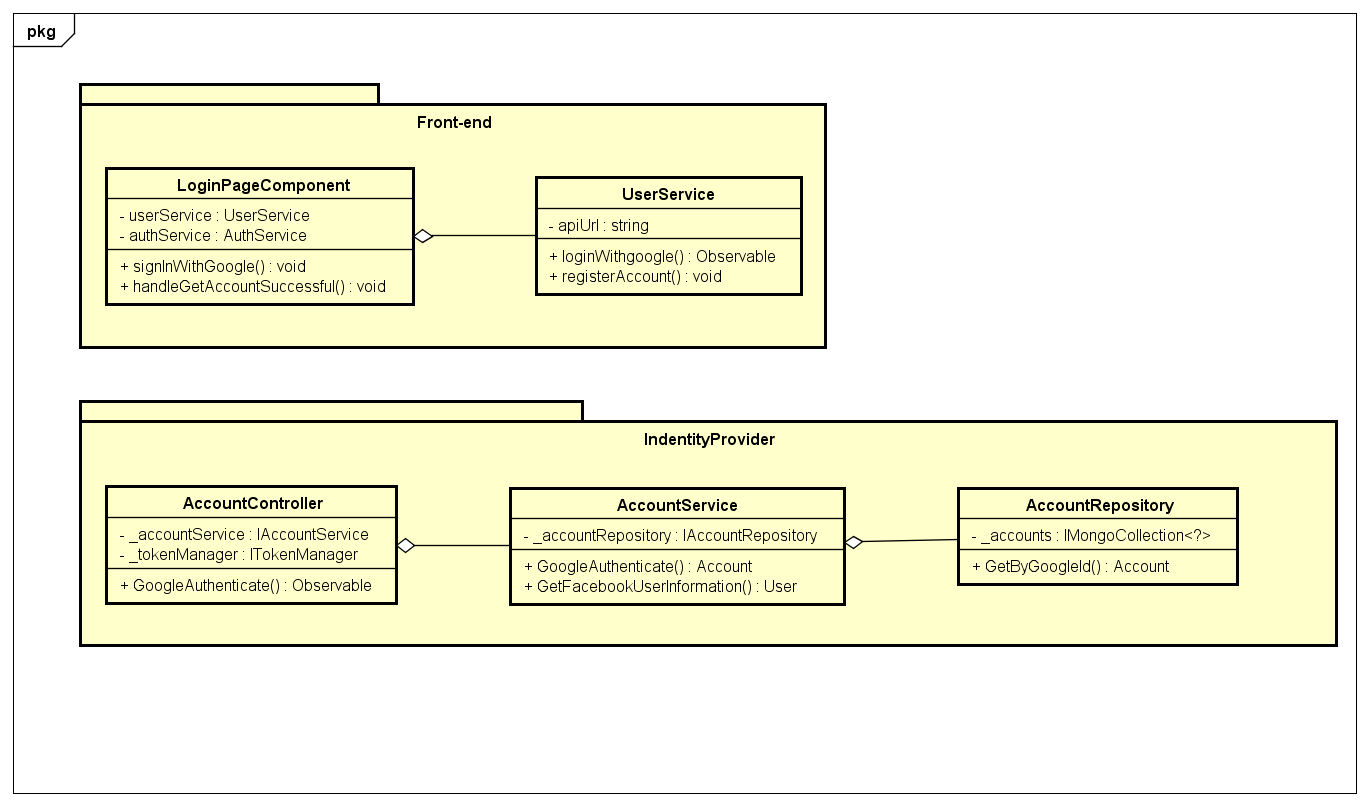 pkg
Front-end
LoginPageComponent
- userService : UserService
- authService : AuthService
+ signInWithGoogle() : void
+ handleGetAccountSuccessful() : void
UserService
- apiUrl : string
+ loginWithgoogle() : Observable
+ registerAccount() : void
IndentityProvider
AccountController
- _accountService : IAccountService
- _tokenManager : ITokenManager
+ GoogleAuthenticate() : Observable
AccountService
- _accountRepository : IAccountRepository
+ GoogleAuthenticate() : Account
+ GetFacebookUserInformation() : User
AccountRepository
- _accounts : IMongoCollection<?>
+ GetByGoogleId() : Account